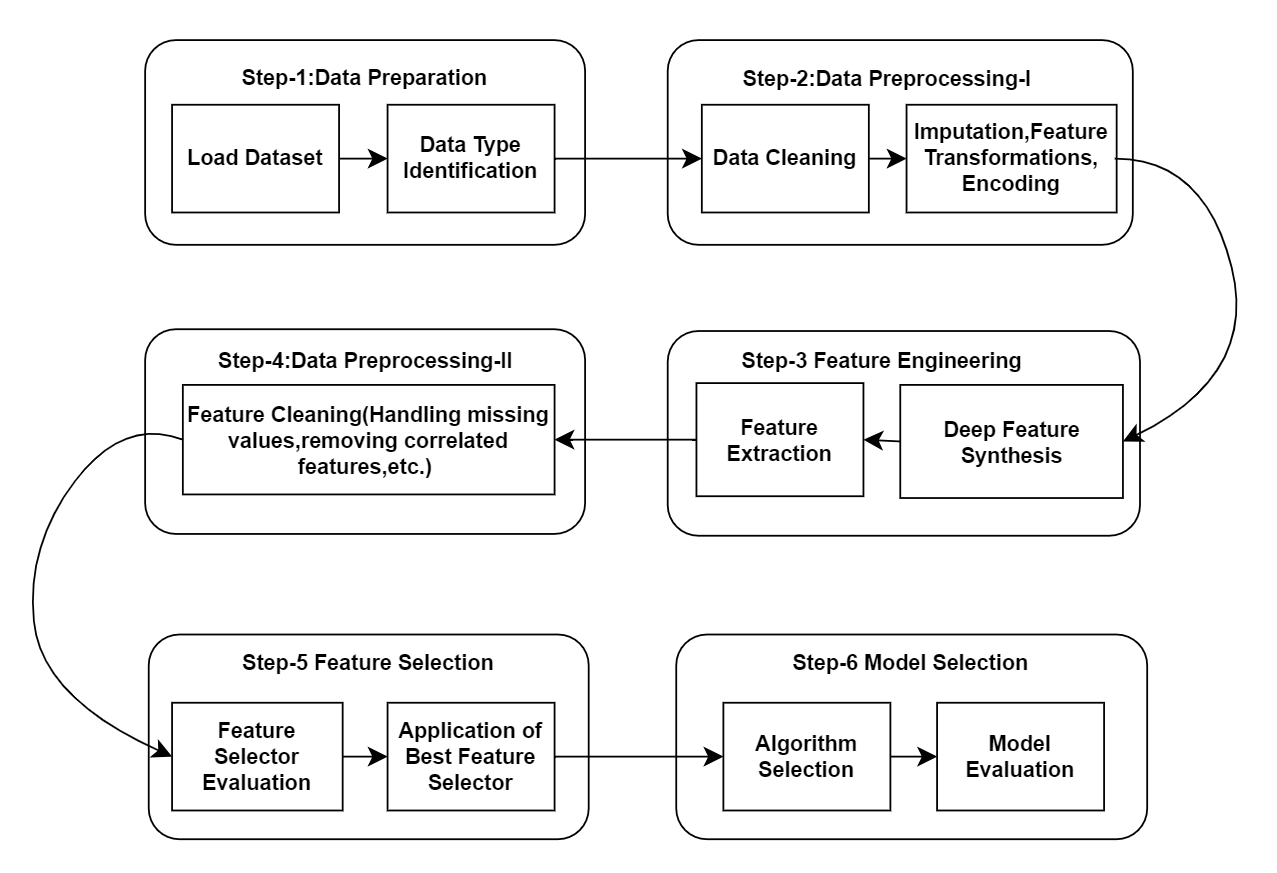 Step-1:Data Preparation
Load Dataset
Data Type
Identification
Step-2:Data Preprocessing-I
Data Cleaning
Imputation,Feature
Transformations,
Encoding
Step-3 Feature Engineering
Deep Feature
Synthesis
Feature
Extraction
Step-4:Data Preprocessing-II
Feature Cleaning(Handling missing
values,removing correlated
features,etc.)
Step-5 Feature Selection
Feature
Selector
Evaluation
Application of
Best Feature
Selector
Step-6 Model Selection
Algorithm
Selection
Model
Evaluation